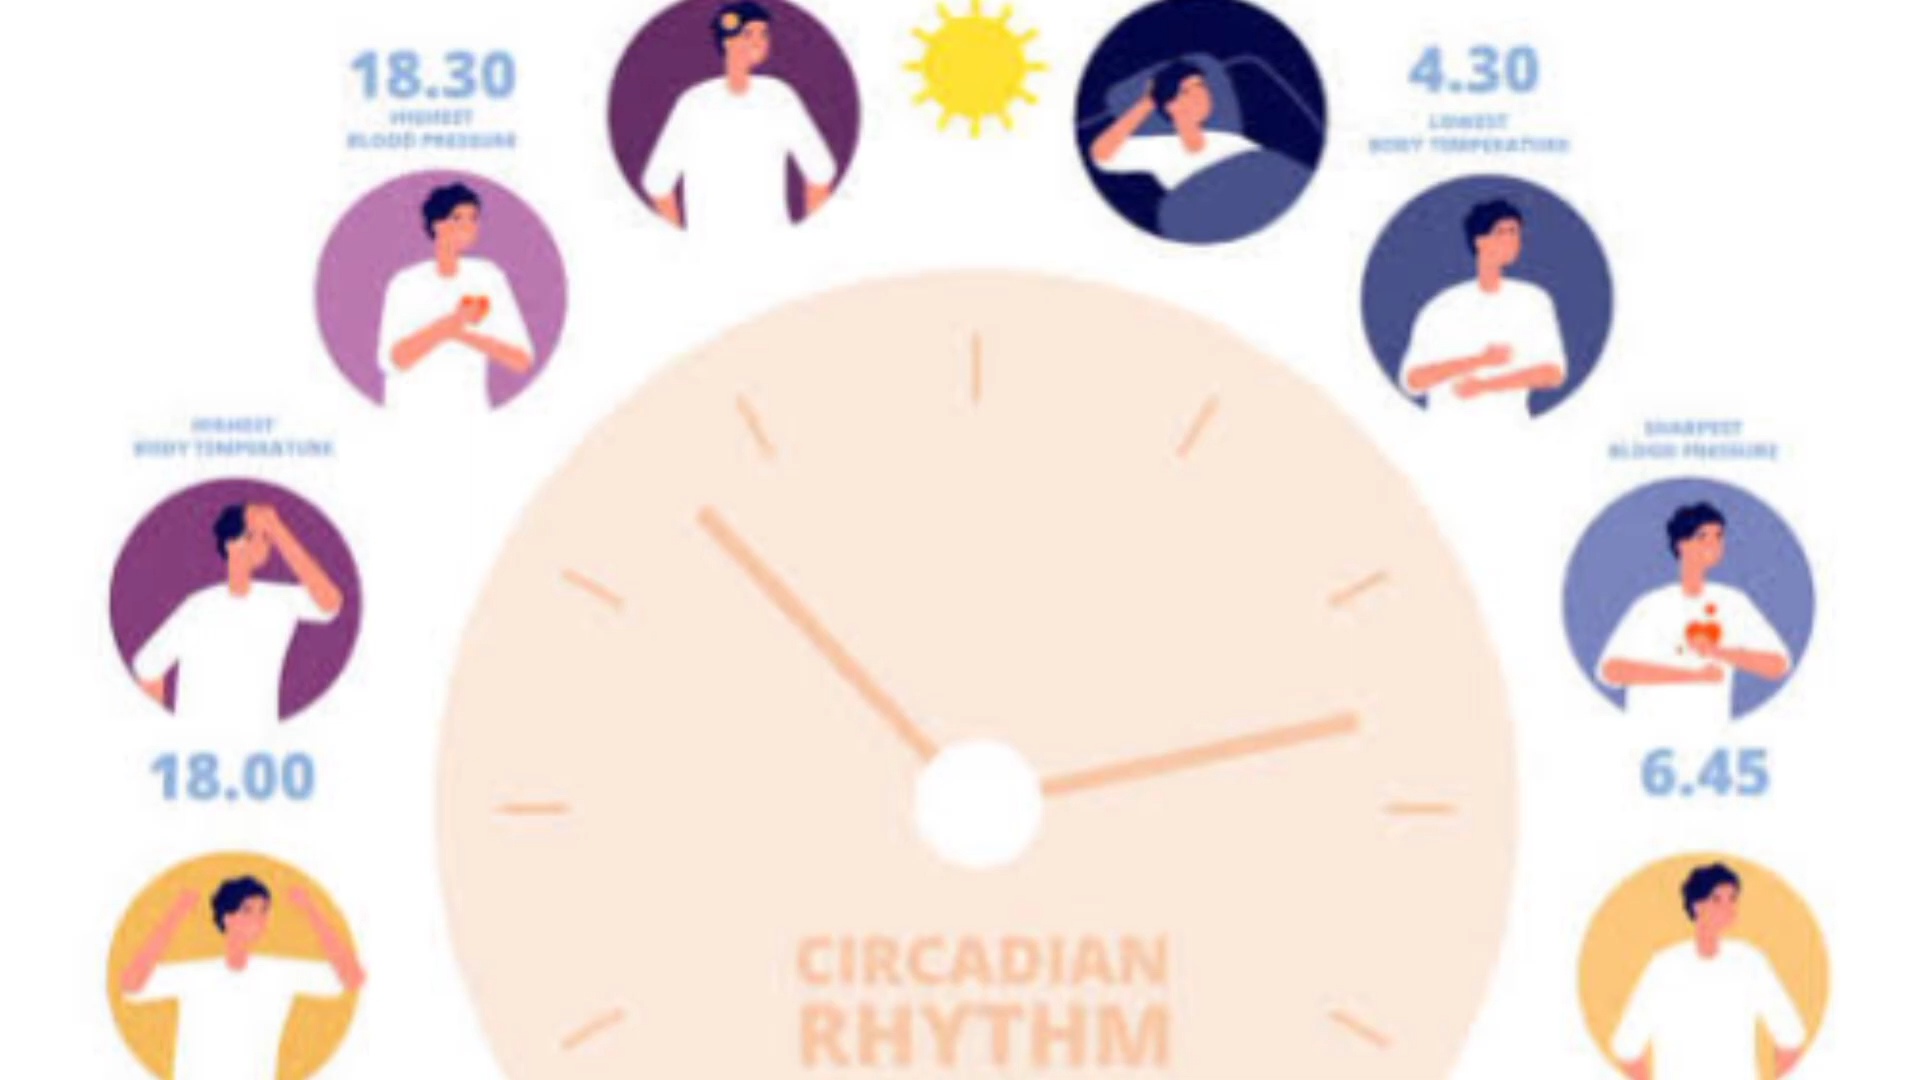 18.30
HIGHEST
BLOOD PRESSURE
4.30
LOWEST
BODY TEMPERATURE
HIGHEST
BODY TEMPERATURE
18.00
SHARPEST
BLOOD PRESSURE
6.45
CIRCADIAN
RHYTHM